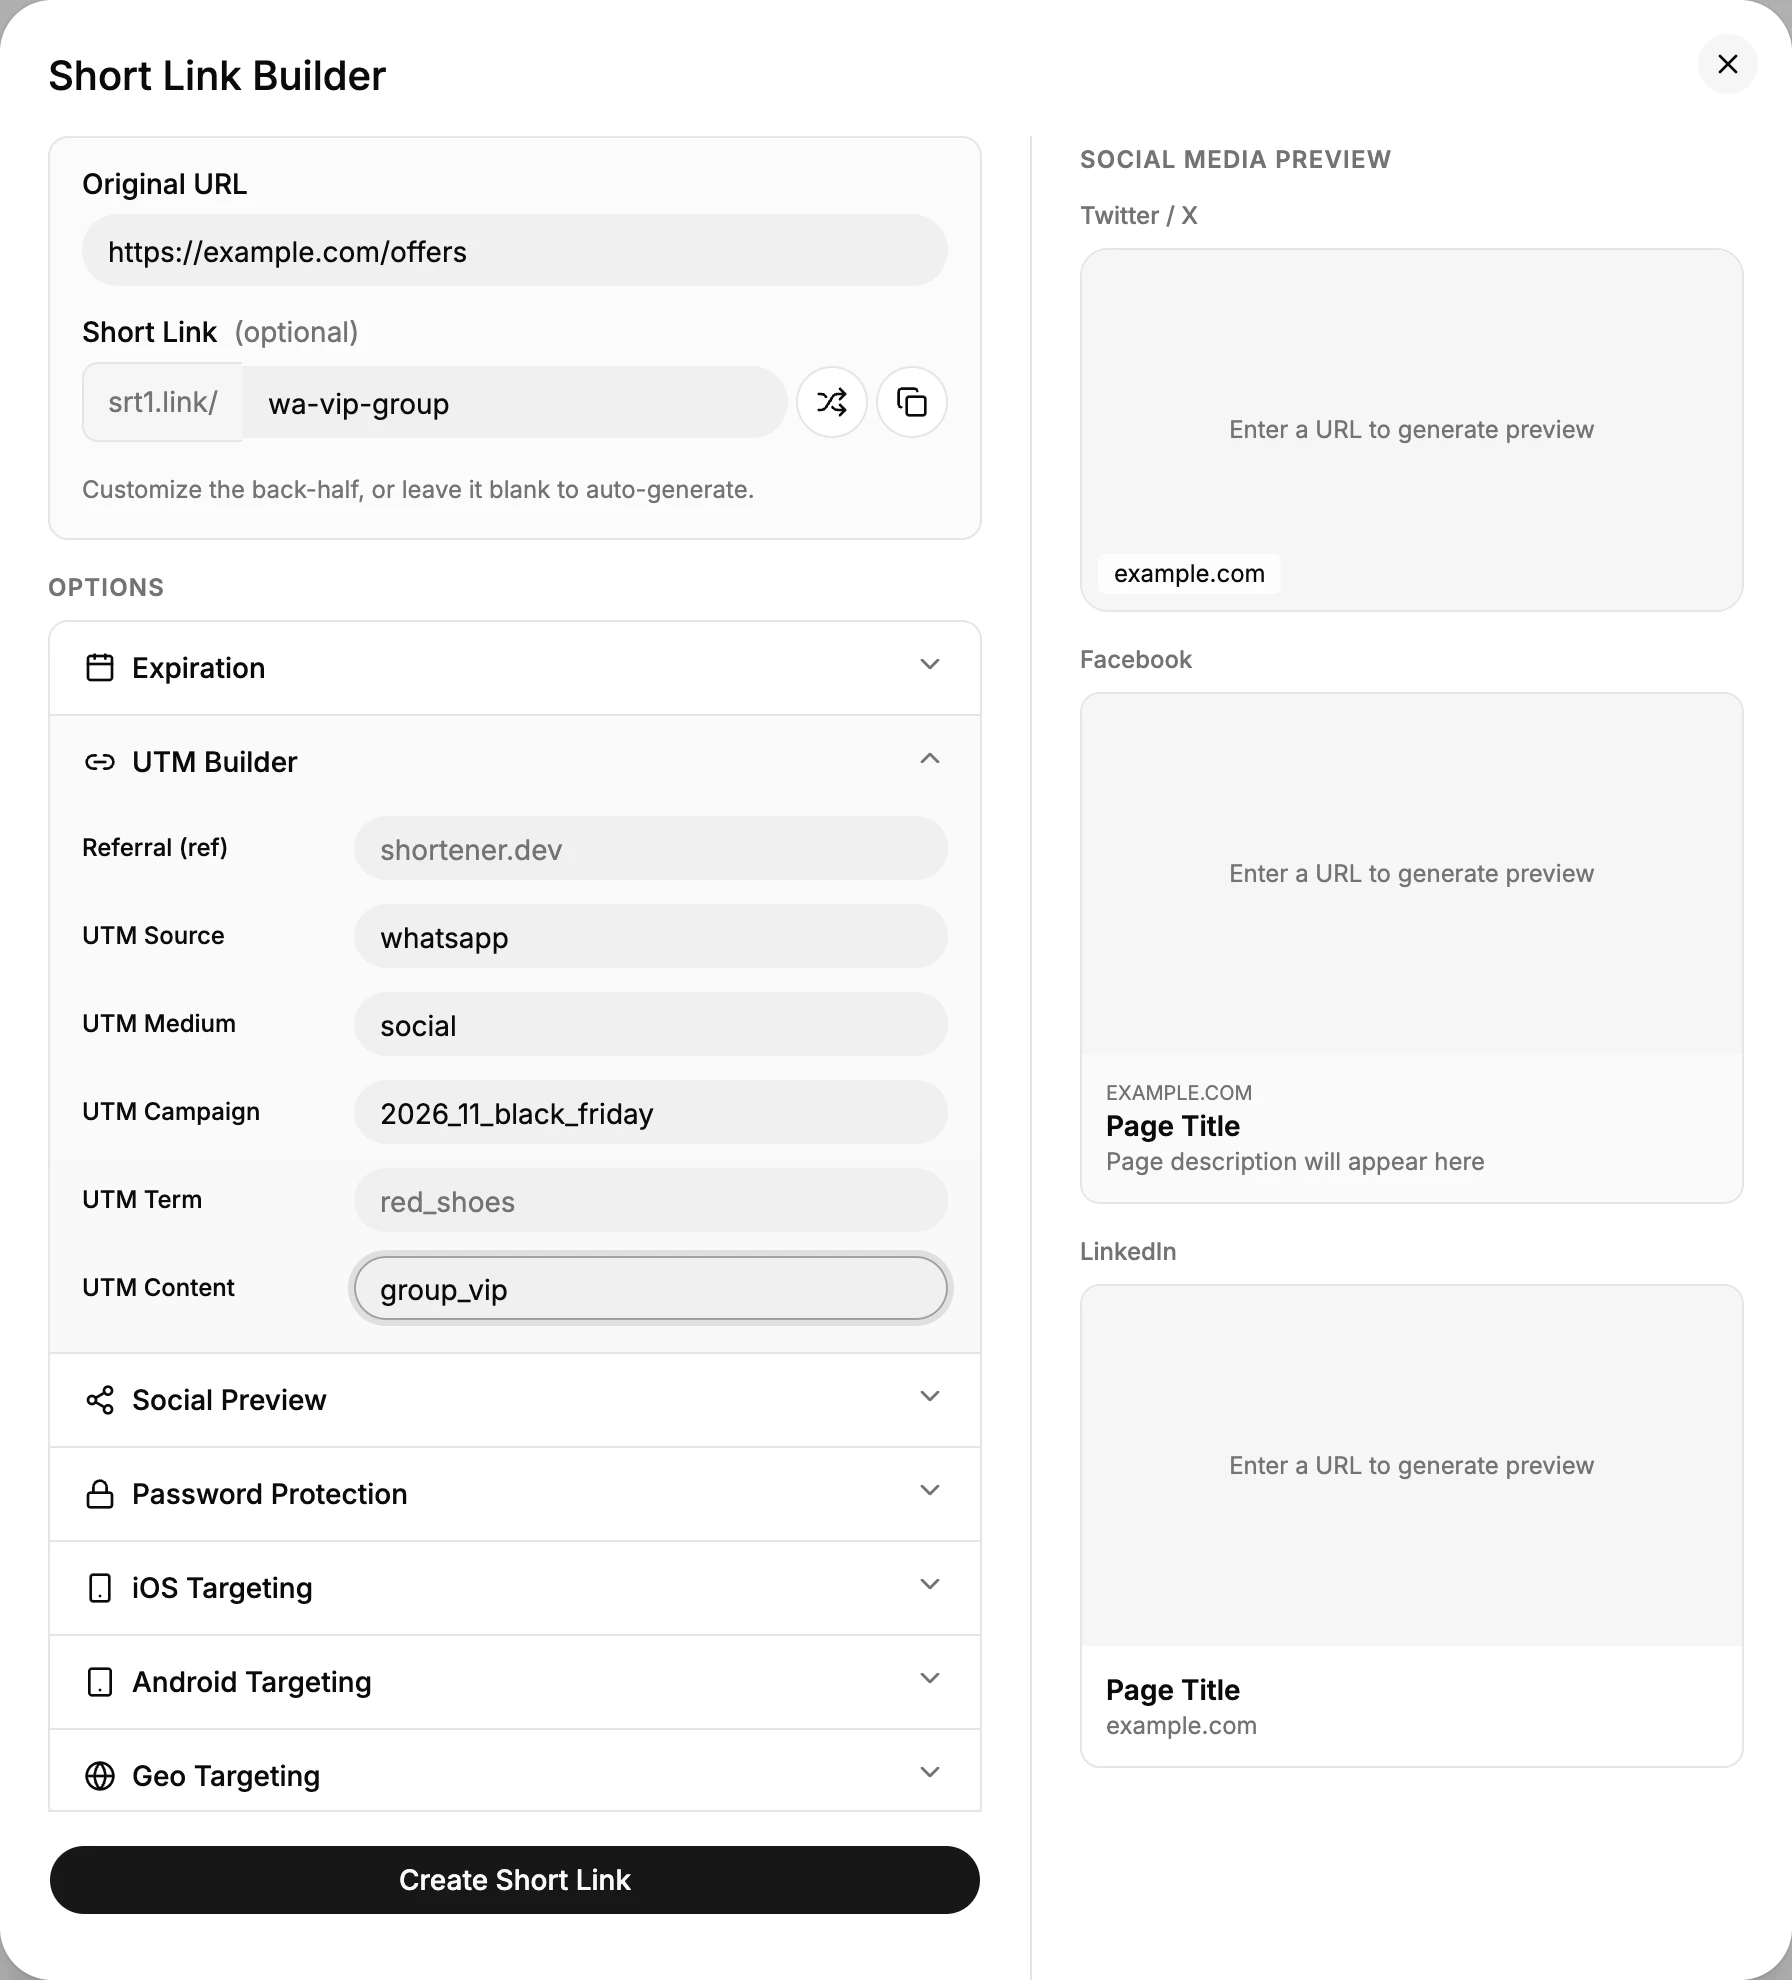 Short Link Builder
Original URL
https://example.com/offers
Short Link (optional)
srt1.link/ wa-vip-group
Customize the back-half, or leave it blank to auto-generate.
OPTIONS
Expiration
UTM Builder
Referral (ref) shortener.dev
UTM Source whatsapp
UTM Medium social
UTM Campaign 2026_11_black_friday
UTM Term red_shoes
UTM Content group_vip
Social Preview
Password Protection
iOS Targeting
Android Targeting
Geo Targeting
Create Short Link
SOCIAL MEDIA PREVIEW
Twitter / X
Enter a URL to generate preview
example.com
Facebook
Enter a URL to generate preview
EXAMPLE.COM
Page Title
Page description will appear here
LinkedIn
Enter a URL to generate preview
Page Title
example.com